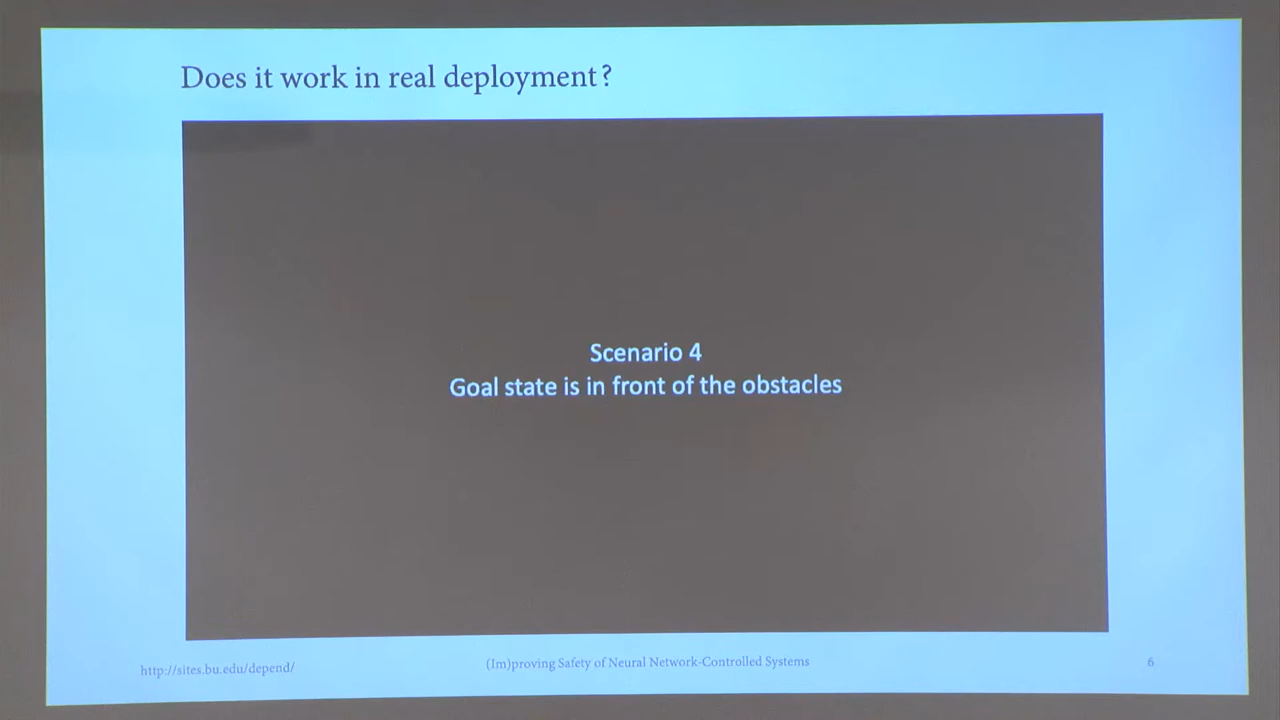 Does it work in real deployment?
Scenario 4
Goal state is in front of the obstacles
http://sites.bu.edu/depend/
(Im)proving Safety of Neural Network-Controlled Systems
6